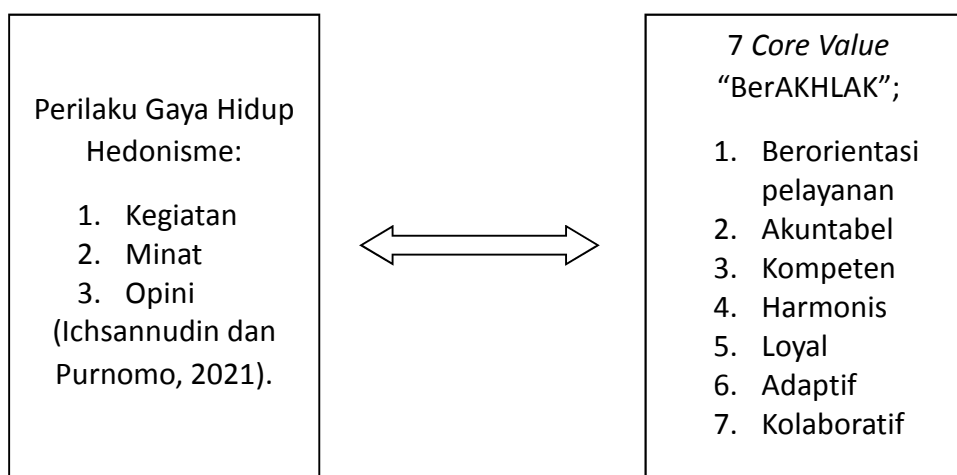 Perilaku Gaya Hidup
Hedonisme:
1. Kegiatan
2. Minat
3. Opini
(Ichsannudin dan
Purnomo, 2021).
7 Core Value
“BerAKHLAK”;
1. Berorientasi
pelayanan
2. Akuntabel
3. Kompeten
4. Harmonis
5. Loyal
6. Adaptif
7. Kolaboratif